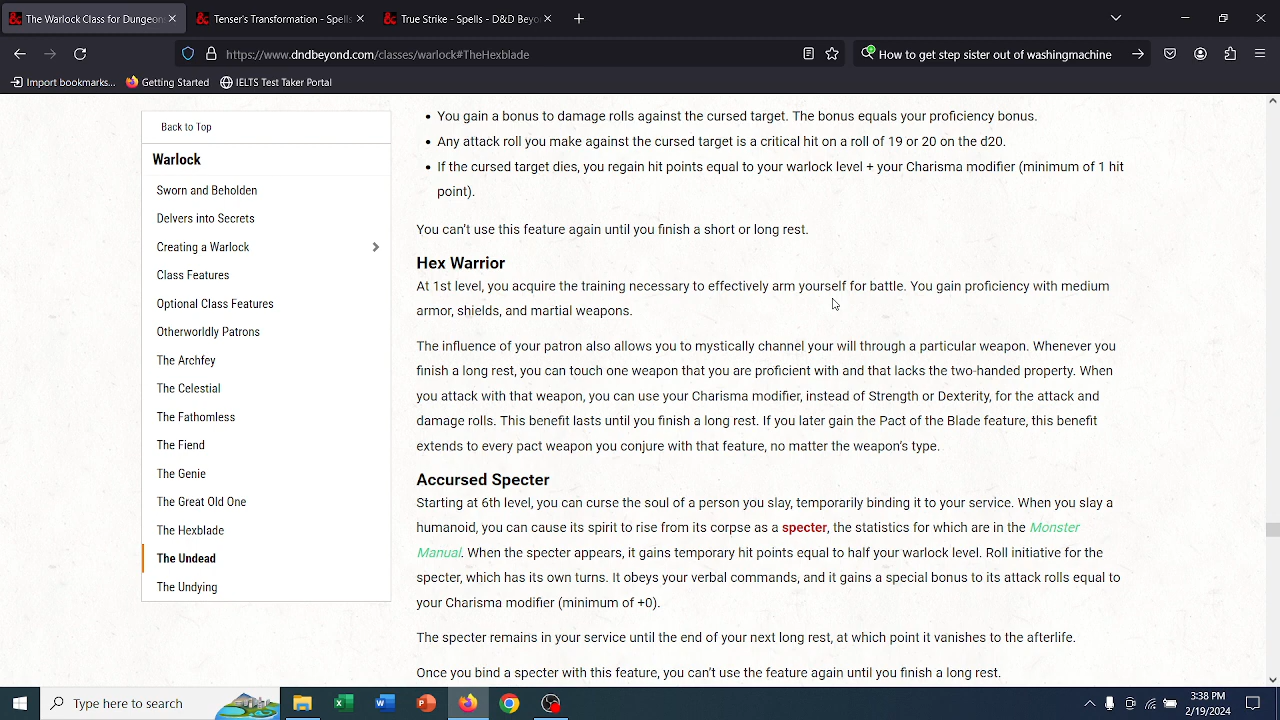 The Warlock Class for Dungeon
Tenser's Transformation - Spells
True Strike - Spells - D&D Beyo
https://www.dndbeyond.com/classes/warlock#TheHexblade
How to get step sister out of washingmachine
Import bookmarks...
Getting Started
IELTS Test Taker Portal
Back to Top
Warlock
Sworn and Beholden
Delvers into Secrets
Creating a Warlock
Class Features
Optional Class Features
Otherworldly Patrons
The Archfey
The Celestial
The Fathomless
The Fiend
The Genie
The Great Old One
The Hexblade
The Undead
The Undying
• You gain a bonus to damage rolls against the cursed target. The bonus equals your proficiency bonus.
• Any attack roll you make against the cursed target is a critical hit on a roll of 19 or 20 on the d20.
• If the cursed target dies, you regain hit points equal to your warlock level + your Charisma modifier (minimum of 1 hit
point).
You can't use this feature again until you finish a short or long rest.
Hex Warrior
At 1st level, you acquire the training necessary to effectively arm yourself for battle. You gain proficiency with medium
armor, shields, and martial weapons.
The influence of your patron also allows you to mystically channel your will through a particular weapon. Whenever you
finish a long rest, you can touch one weapon that you are proficient with and that lacks the two-handed property. When
you attack with that weapon, you can use your Charisma modifier, instead of Strength or Dexterity, for the attack and
damage rolls. This benefit lasts until you finish a long rest. If you later gain the Pact of the Blade feature, this benefit
extends to every pact weapon you conjure with that feature, no matter the weapon's type.
Accursed Specter
Starting at 6th level, you can curse the soul of a person you slay, temporarily binding it to your service. When you slay a
humanoid, you can cause its spirit to rise from its corpse as a specter, the statistics for which are in the Monster
Manual. When the specter appears, it gains temporary hit points equal to half your warlock level. Roll initiative for the
specter, which has its own turns. It obeys your verbal commands, and it gains a special bonus to its attack rolls equal to
your Charisma modifier (minimum of +0).
The specter remains in your service until the end of your next long rest, at which point it vanishes to the afterlife.
Once you bind a specter with this feature, you can't use the feature again until you finish a long rest.
Type here to search
3:38 PM
2/19/2024